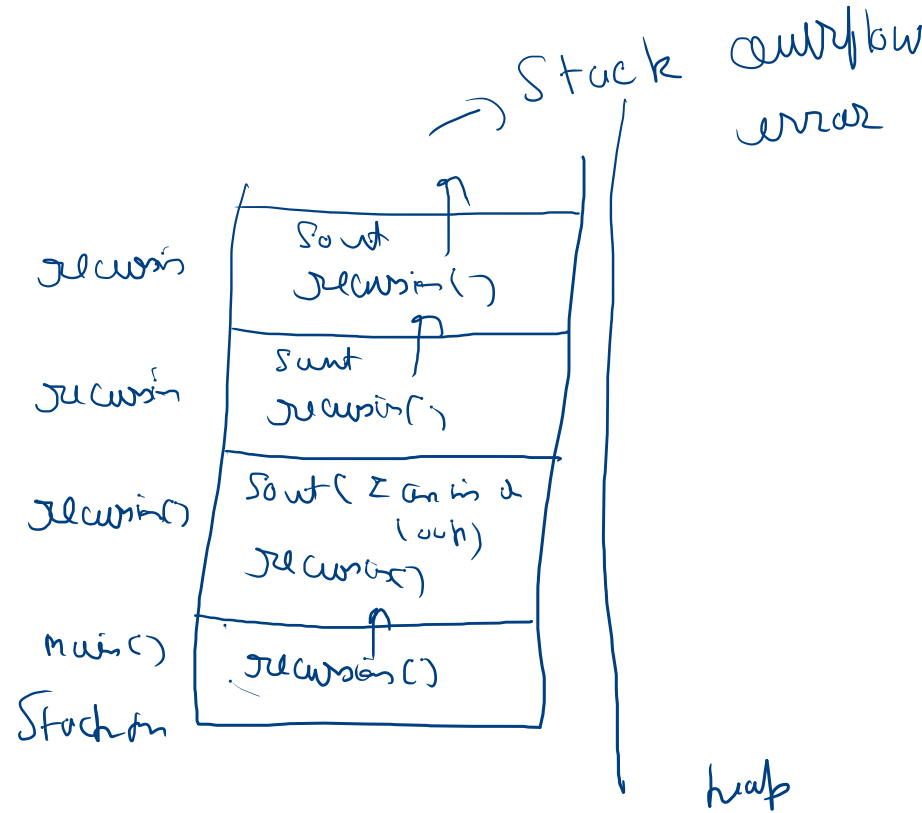 Stack overflow
error
Sout
recursion()
recursion
Sout
recursion()
recursion
Sout( I am in a
loop)
recursion()
recursion()
main()
recursion()
Stack
heap